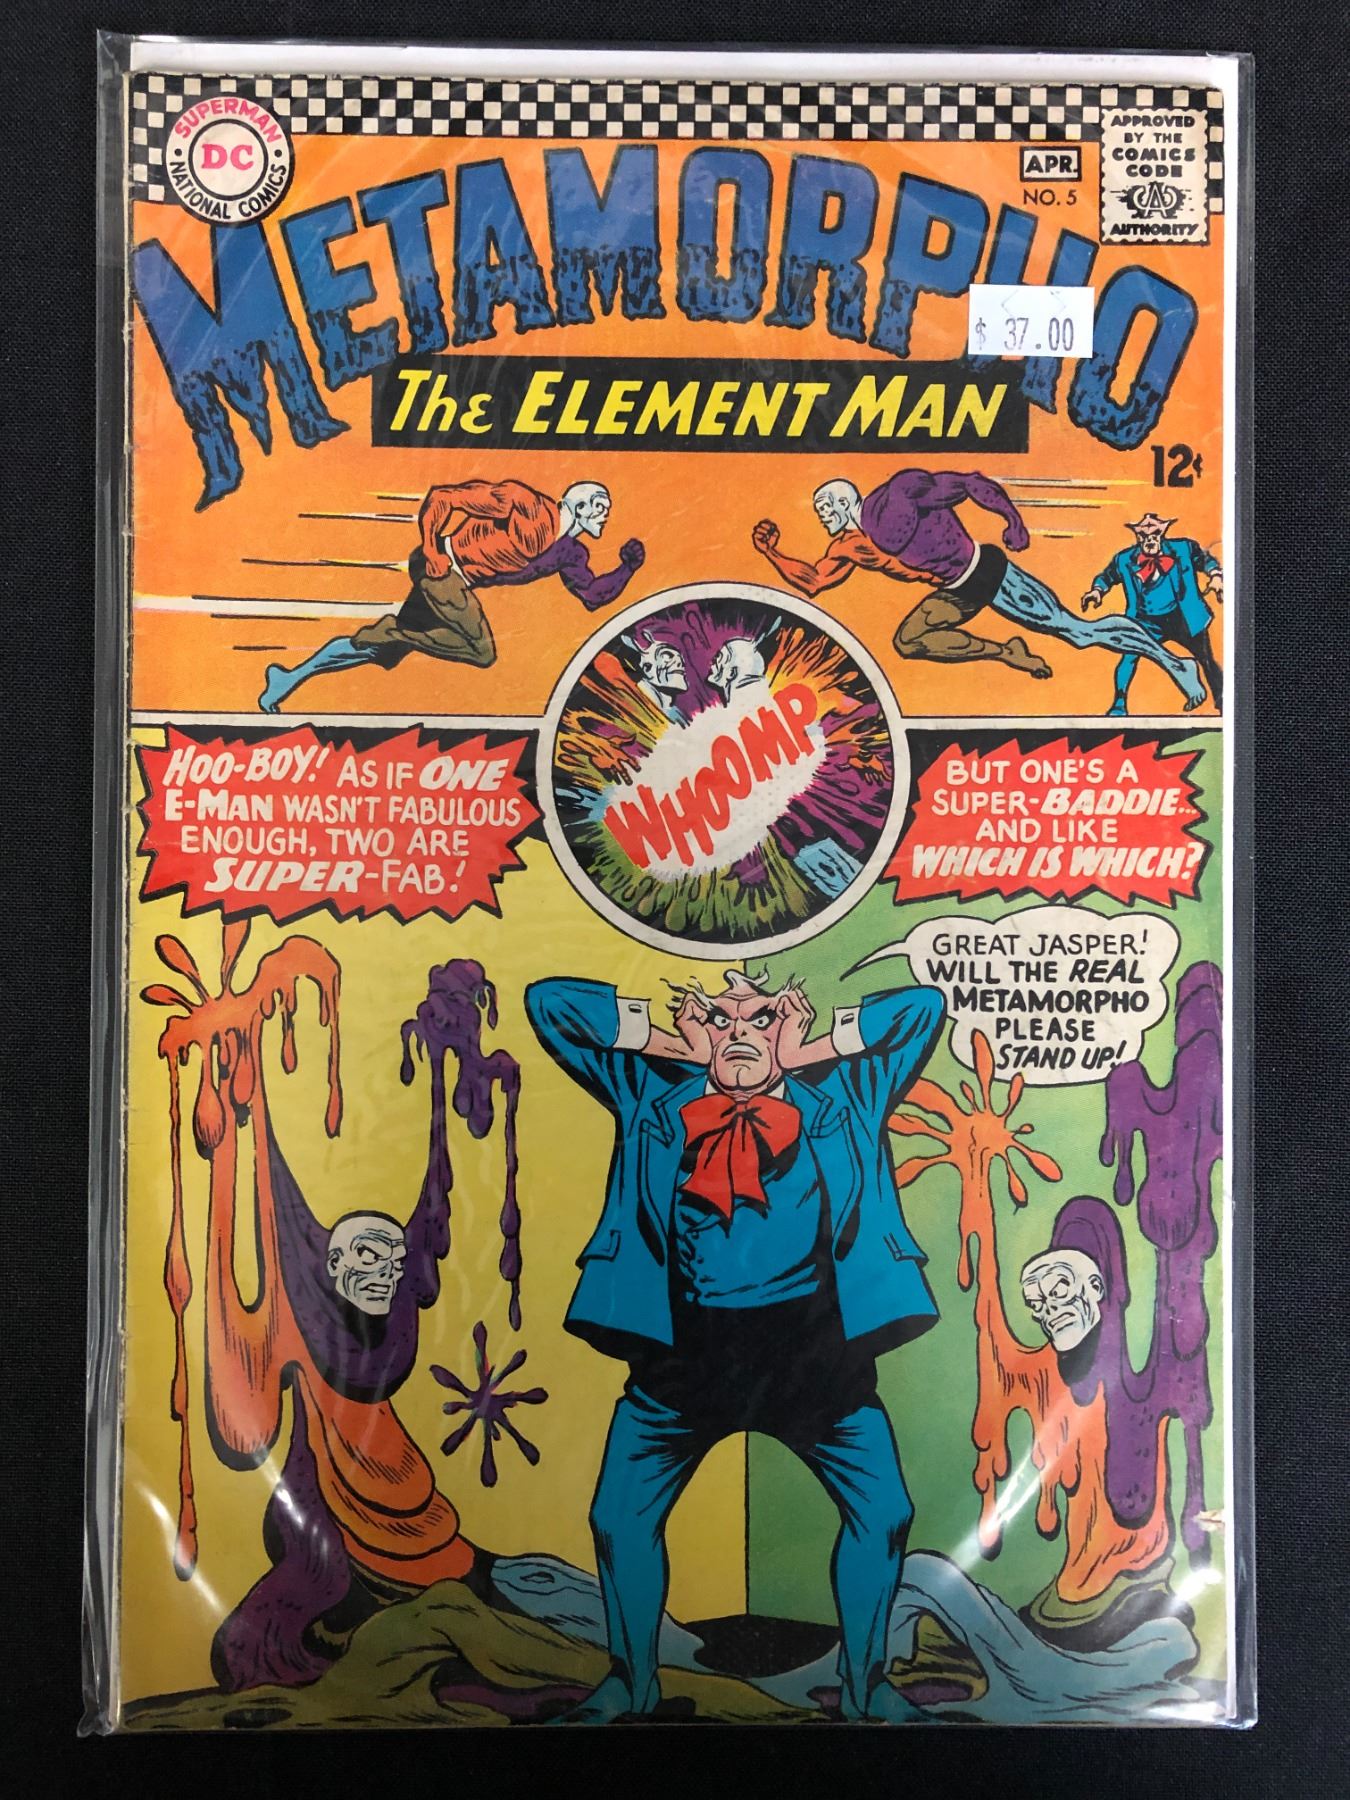 SUPERMAN
DC
NATIONAL COMICS
APR.
NO. 5
APPROVED
BY THE
COMICS
CODE
AUTHORITY
METAMORPHO
$ 37.00
The ELEMENT MAN
12¢
WHOOMP
HOO-BOY! AS IF ONE
E-MAN WASN'T FABULOUS
ENOUGH, TWO ARE
SUPER-FAB!
BUT ONE'S A
SUPER-BADDIE...
AND LIKE
WHICH IS WHICH?
GREAT JASPER!
WILL THE REAL
METAMORPHO
PLEASE
STAND UP!